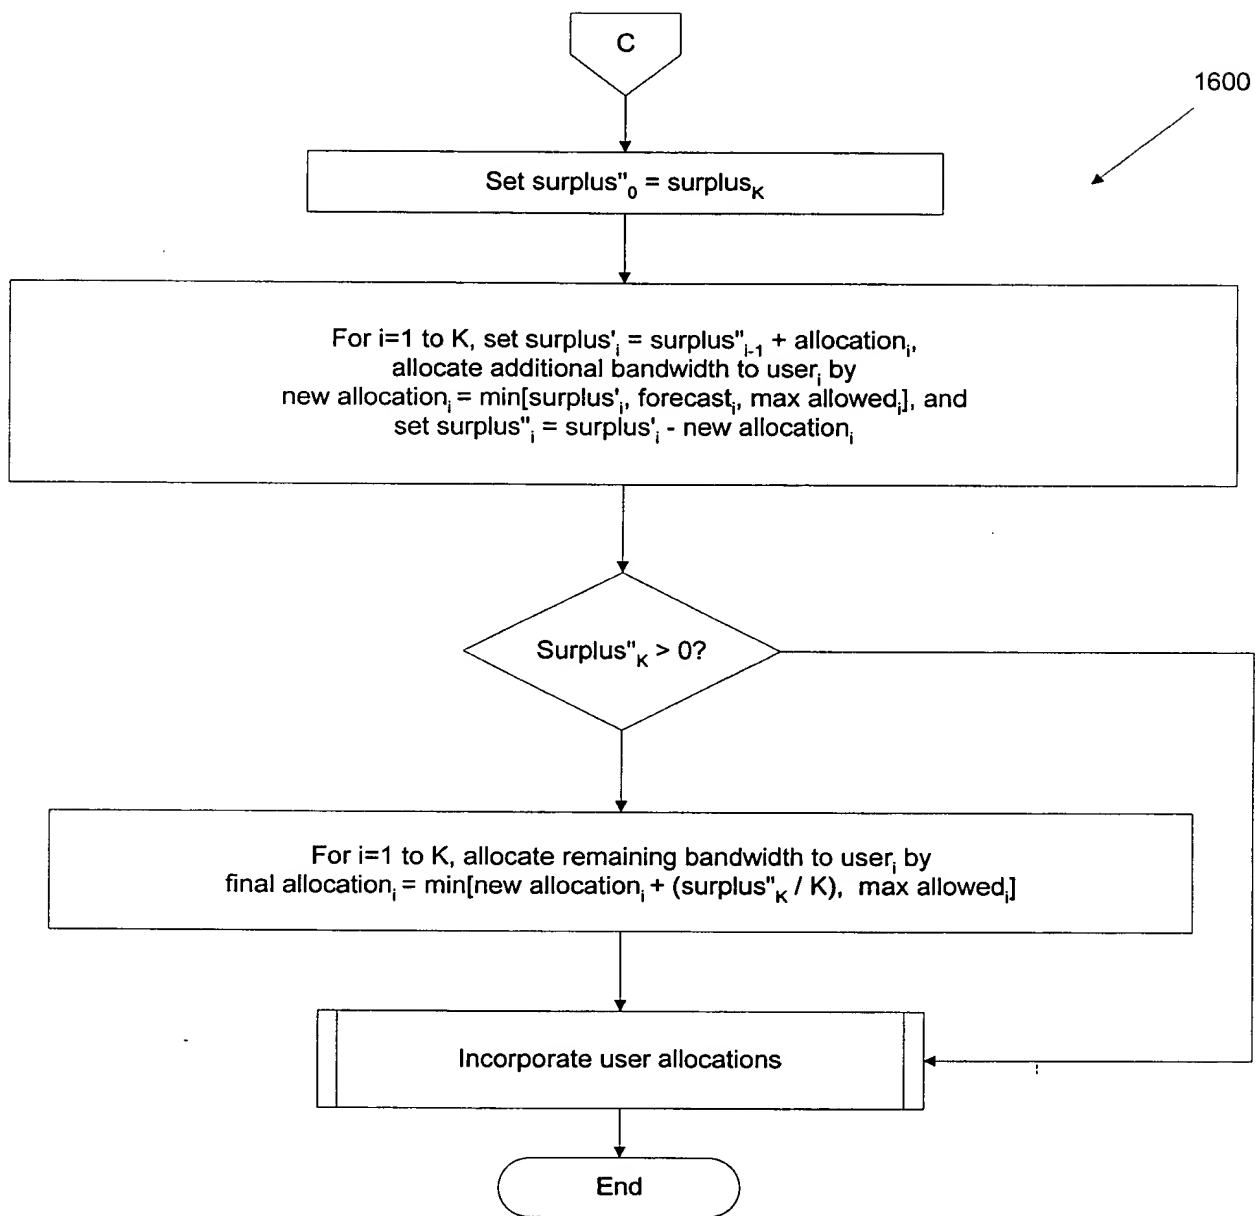 C
1600
Set surplus"₀ = surplusₖ
For i=1 to K, set surplus'ᵢ = surplus"ᵢ₋₁ + allocationᵢ,
allocate additional bandwidth to userᵢ by
new allocationᵢ = min[surplus'ᵢ, forecastᵢ, max allowedᵢ], and
set surplus"ᵢ = surplus'ᵢ - new allocationᵢ
Surplus"ₖ > 0?
For i=1 to K, allocate remaining bandwidth to userᵢ by
final allocationᵢ = min[new allocationᵢ + (surplus"ₖ / K), max allowedᵢ]
Incorporate user allocations
End